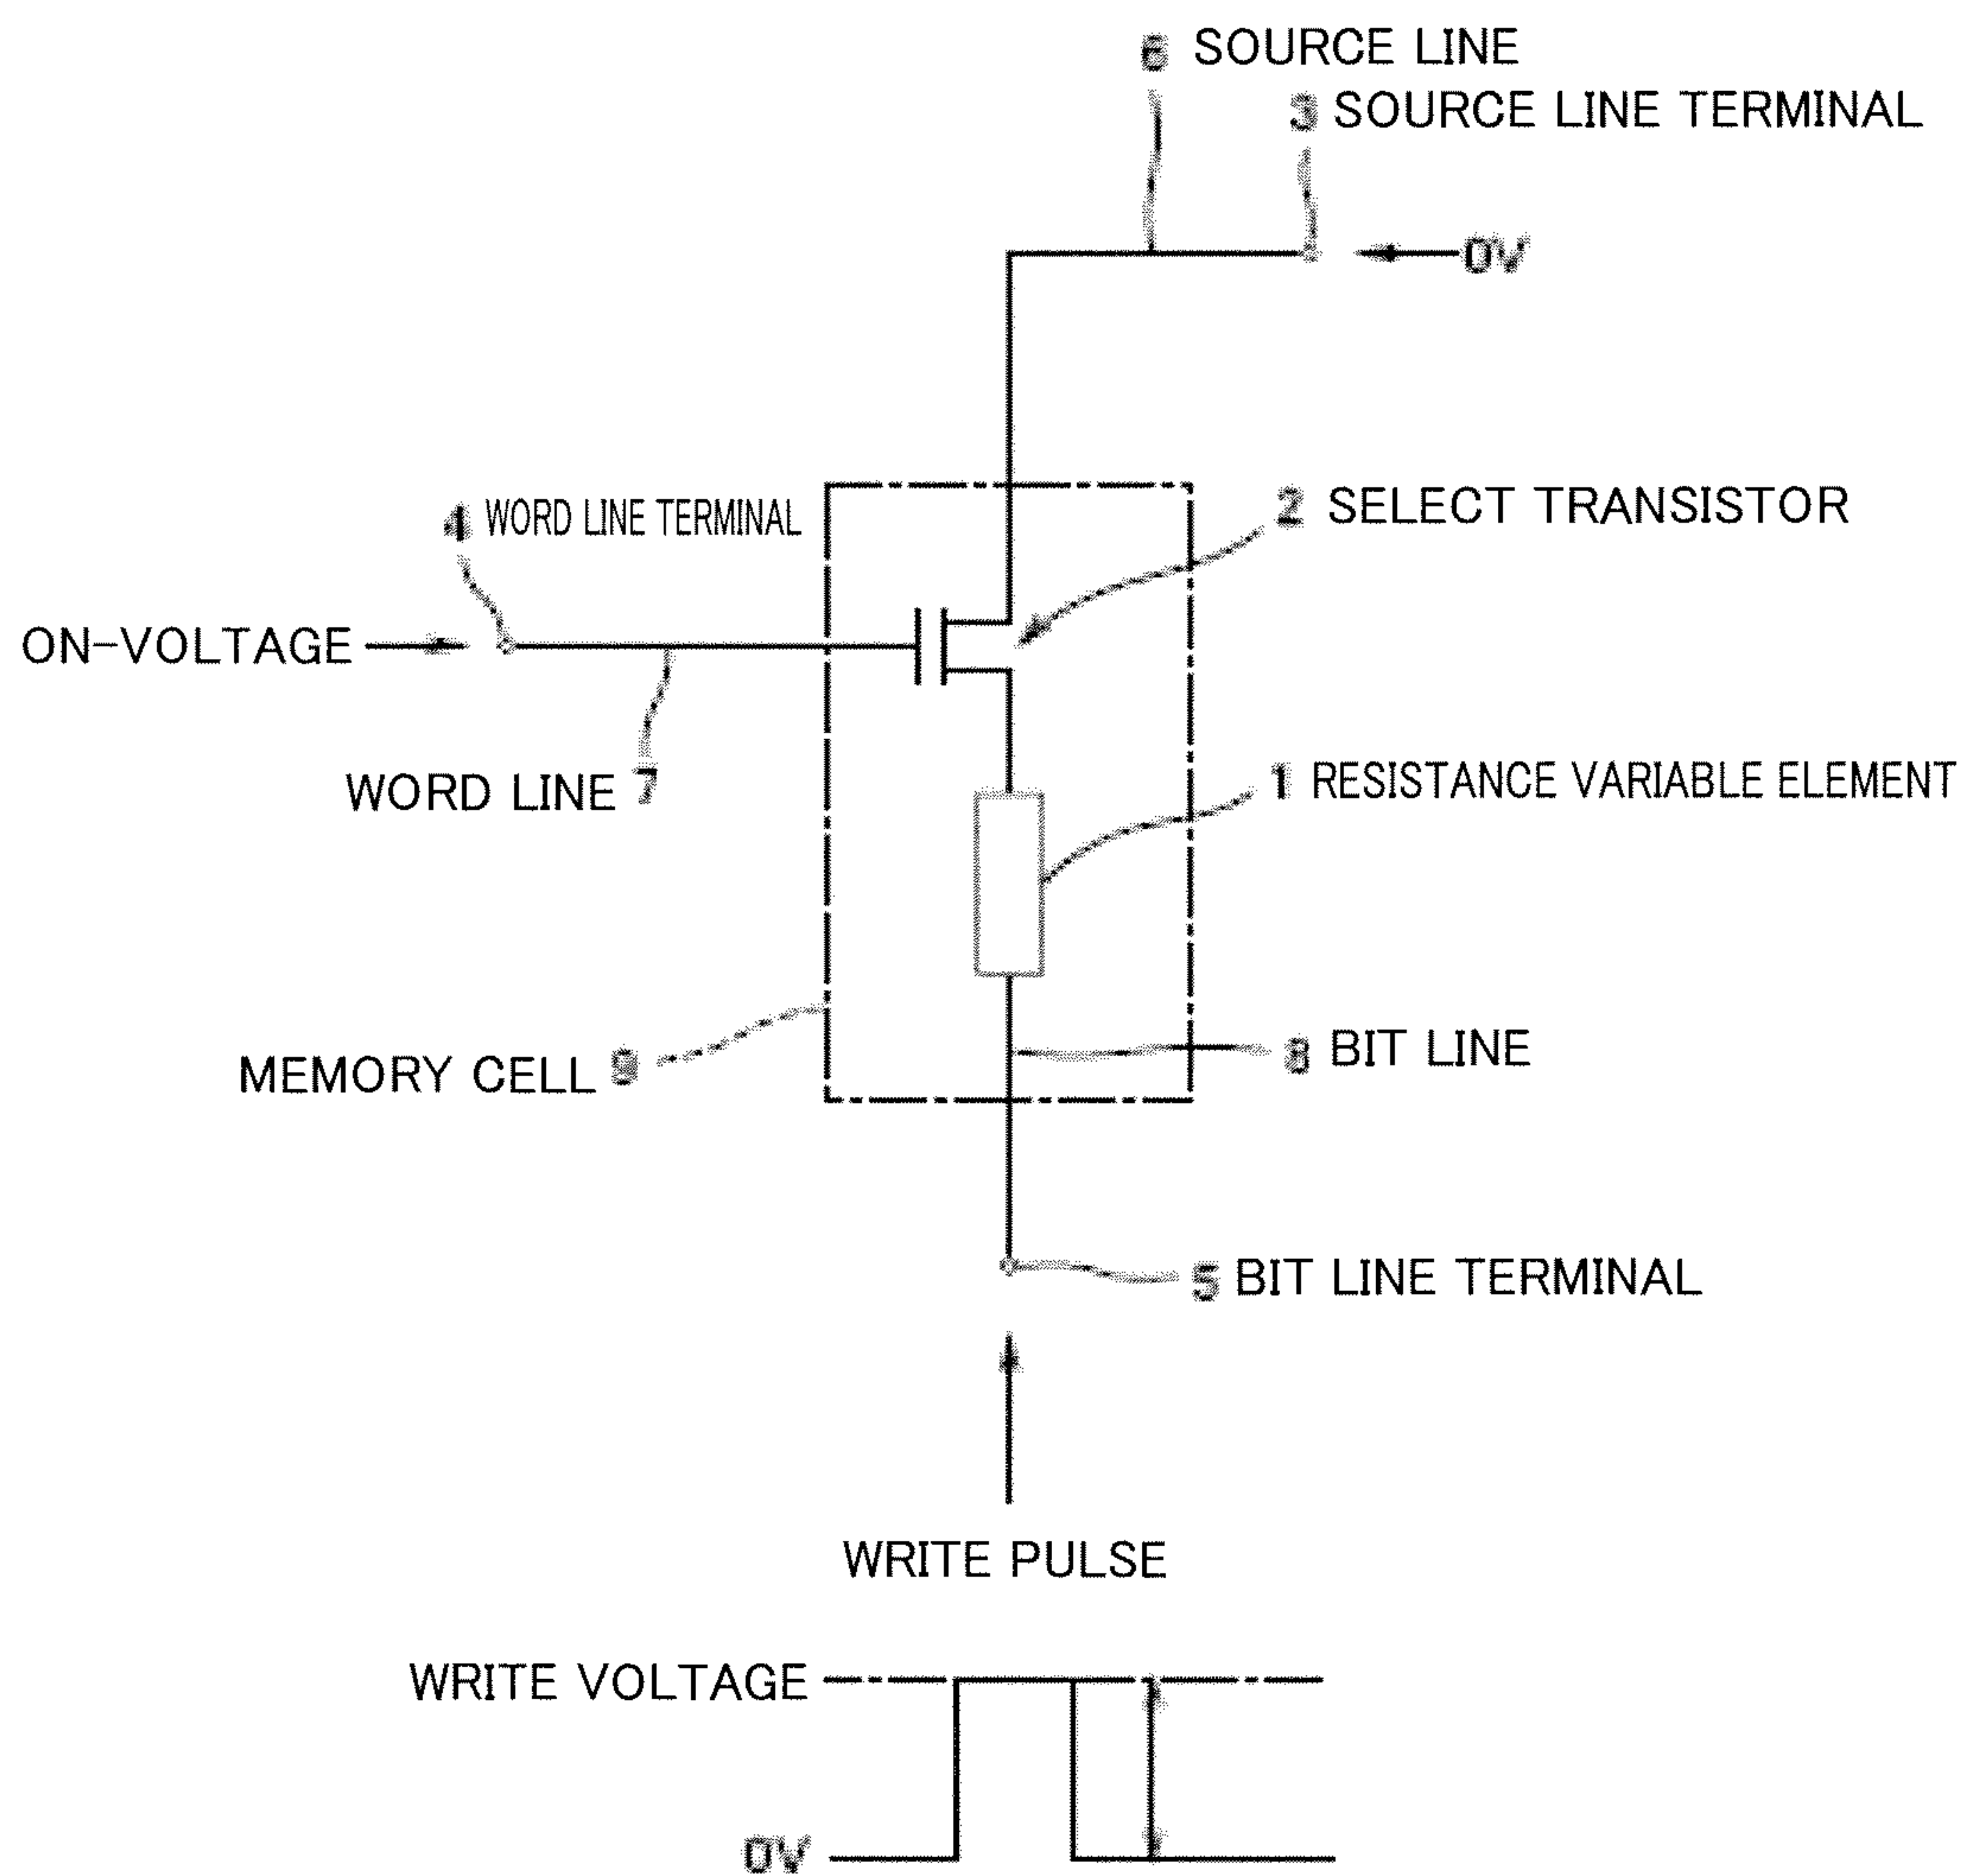 6 SOURCE LINE
3 SOURCE LINE TERMINAL
0V
4 WORD LINE TERMINAL
2 SELECT TRANSISTOR
ON-VOLTAGE
WORD LINE 7
1 RESISTANCE VARIABLE ELEMENT
MEMORY CELL 9
8 BIT LINE
5 BIT LINE TERMINAL
WRITE PULSE
WRITE VOLTAGE
0V